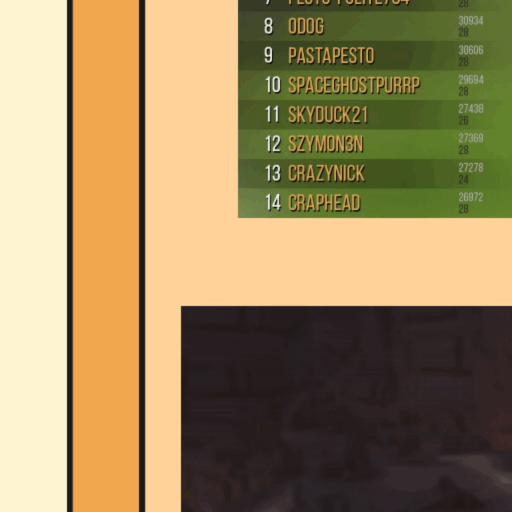 8 ODOG 30934
28
9 PASTAPESTO 30606
28
10 SPACEGHOSTPURRP 29694
28
11 SKYDUCK21 27438
26
12 SZYMON3N 27369
28
13 CRAZYNICK 27278
24
14 CRAPHEAD 26972
28